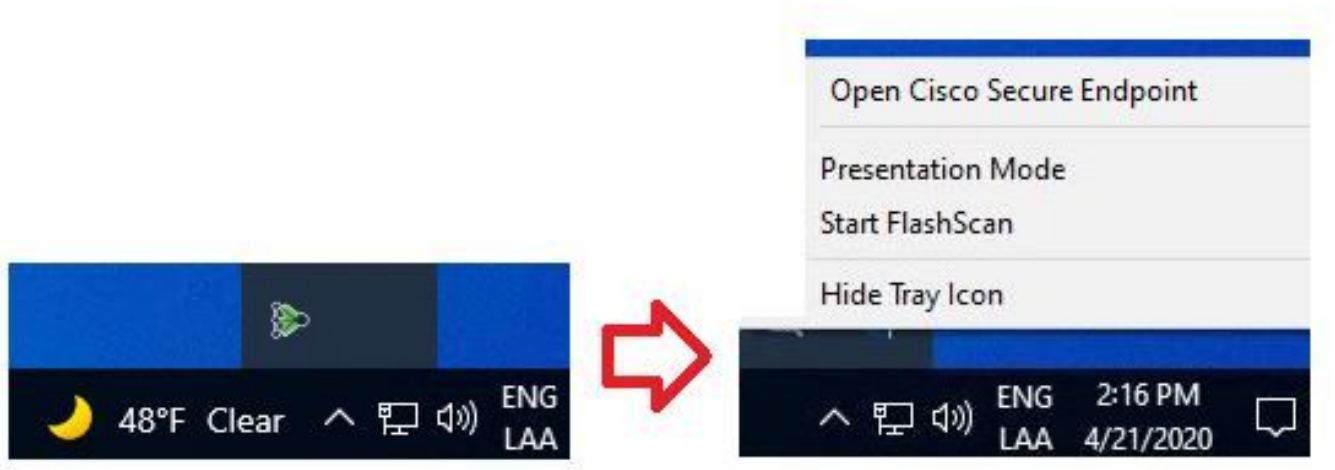 48°F Clear
ENG
LAA
Open Cisco Secure Endpoint
Presentation Mode
Start FlashScan
Hide Tray Icon
ENG
LAA
2:16 PM
4/21/2020